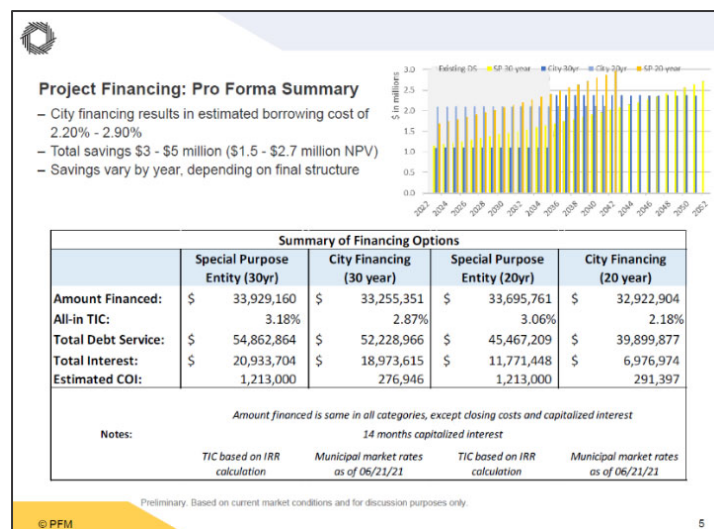 Project Financing: Pro Forma Summary
– City financing results in estimated borrowing cost of
2.20% - 2.90%
– Total savings $3 - $5 million ($1.5 - $2.7 million NPV)
– Savings vary by year, depending on final structure
$ in millions
Existing DS SP 30 year City 30yr City 20yr SP 20 year
3.0
2.5
2.0
1.5
1.0
0.5
0.0
2022 2024 2026 2028 2030 2032 2034 2036 2038 2040 2042 2044 2046 2048 2050 2052
Summary of Financing Options
Special Purpose City Financing Special Purpose City Financing
Entity (30yr) (30 year) Entity (20yr) (20 year)
Amount Financed: $ 33,929,160 $ 33,255,351 $ 33,695,761 $ 32,922,904
All-in TIC: 3.18% 2.87% 3.06% 2.18%
Total Debt Service: $ 54,862,864 $ 52,228,966 $ 45,467,209 $ 39,899,877
Total Interest: $ 20,933,704 $ 18,973,615 $ 11,771,448 $ 6,976,974
Estimated COI: 1,213,000 276,946 1,213,000 291,397
Amount financed is same in all categories, except closing costs and capitalized interest
Notes: 14 months capitalized interest
TIC based on IRR Municipal market rates TIC based on IRR Municipal market rates
calculation as of 06/21/21 calculation as of 06/21/21
Preliminary. Based on current market conditions and for discussion purposes only.
© PFM 5